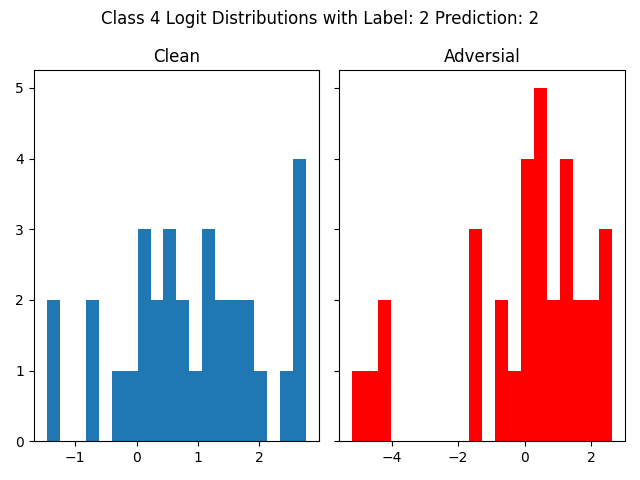 Class 4 Logit Distributions with Label: 2 Prediction: 2
Clean
Adversial
5
4
3
2
1
0
−1 0 1 2
−4 −2 0 2